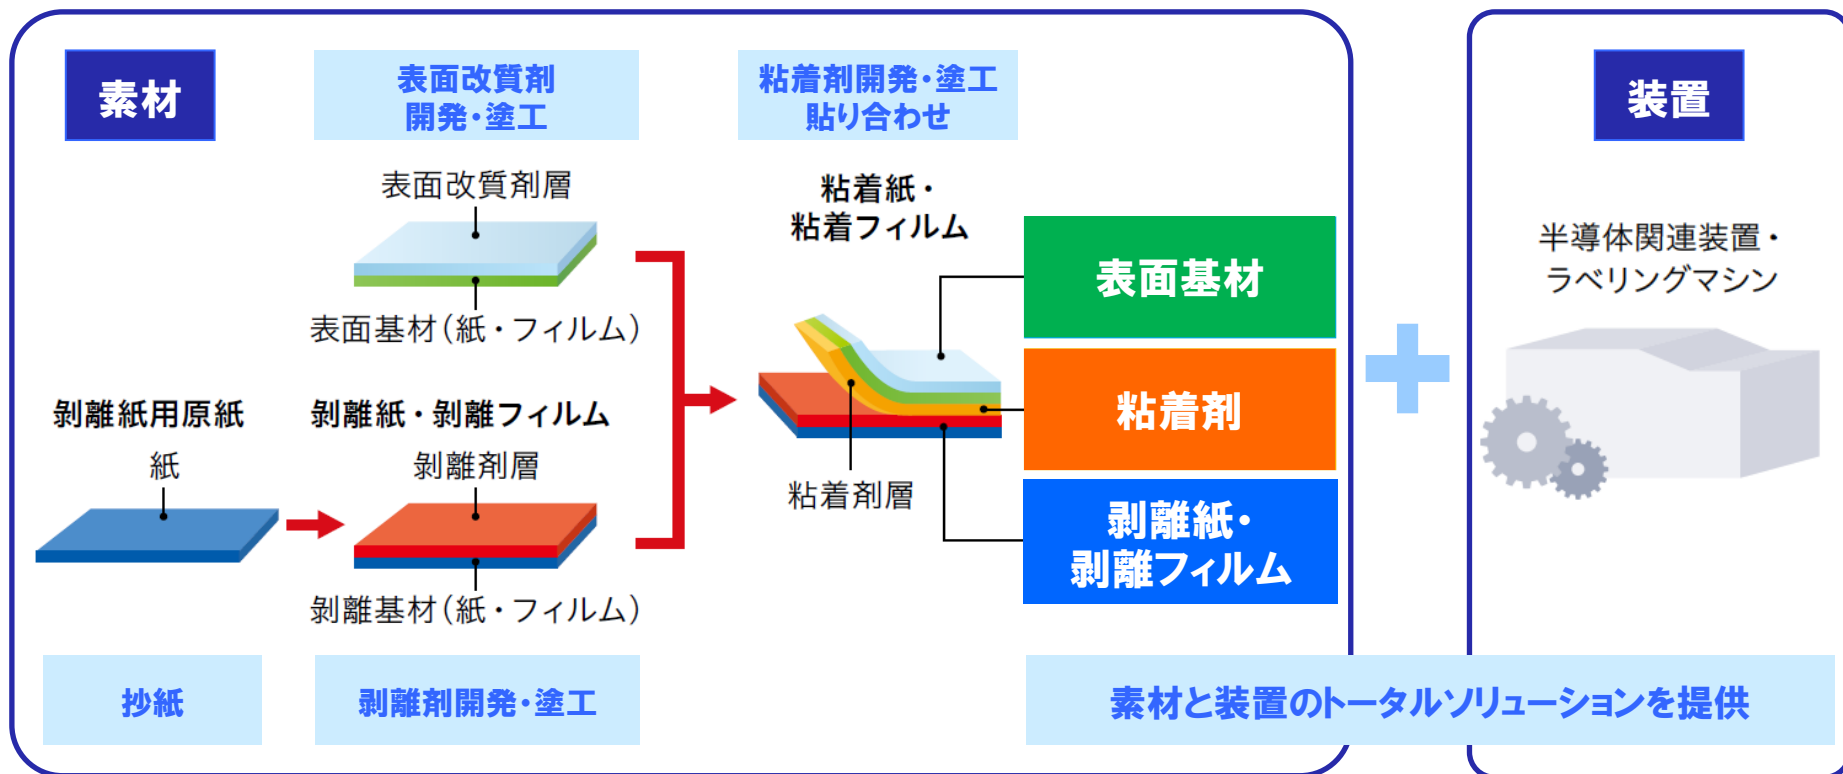 素材
表面改質剤
開発・塗工
表面改質剤層
表面基材(紙・フィルム)
剥離紙用原紙
紙
剥離紙・剥離フィルム
剥離剤層
剥離基材(紙・フィルム)
抄紙
剥離剤開発・塗工
粘着剤開発・塗工
貼り合わせ
粘着紙・
粘着フィルム
粘着剤層
表面基材
粘着剤
剥離紙・
剥離フィルム
装置
半導体関連装置・
ラベリングマシン
素材と装置のトータルソリューションを提供